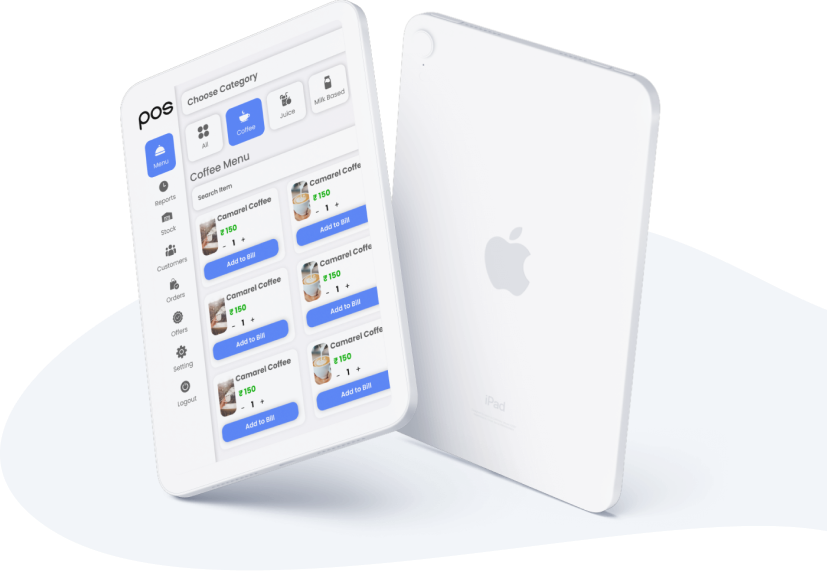 pos
Menu
Reports
Stock
Customers
Orders
Offers
Setting
Logout
Choose Category
All
Coffee
Juice
Milk Based
Coffee Menu
Search Item
Camarel Coffee
₹ 150
- 1 +
Add to Bill
Camarel Coffe
₹ 150
- 1 +
Add to Bill
Camarel Coffee
₹ 150
- 1 +
Add to Bill
Camarel Coffe
₹ 150
- 1 +
Add to Bill
Camarel Coffee
₹ 150
- 1 +
Add to Bill
Camarel Coffe
₹ 150
- 1 +
Add to Bill
iPad